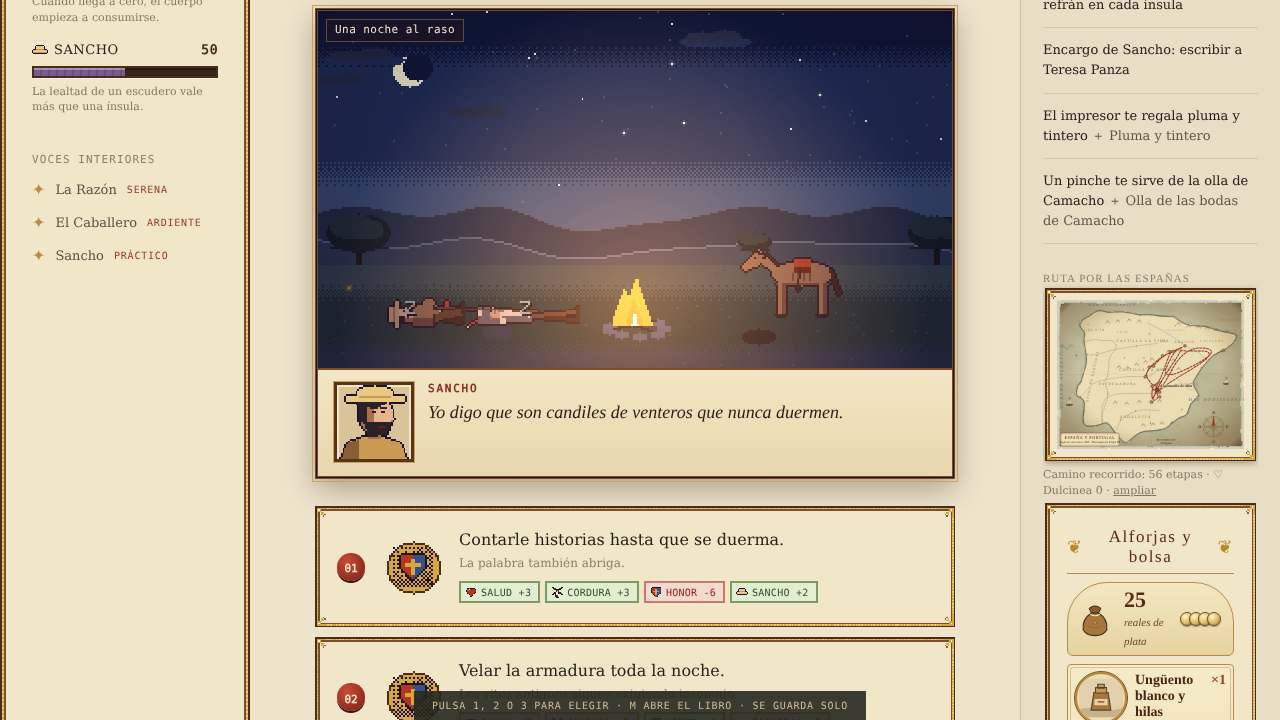 Cuando llega a cero, el cuerpo
empieza a consumirse.
SANCHO 50
La lealtad de un escudero vale
más que una ínsula.
VOCES INTERIORES
La Razón SERENA
El Caballero ARDIENTE
Sancho PRÁCTICO
Una noche al raso
Z
Z
SANCHO
Yo digo que son candiles de venteros que nunca duermen.
01
Contarle historias hasta que se duerma.
La palabra también abriga.
SALUD +3 CORDURA +3 HONOR -6 SANCHO +2
02
Velar la armadura toda la noche.
PULSA 1, 2 O 3 PARA ELEGIR · M ABRE EL LIBRO · SE GUARDA SOLO
refrán en cada ínsula
Encargo de Sancho: escribir a
Teresa Panza
El impresor te regala pluma y
tintero + Pluma y tintero
Un pinche te sirve de la olla de
Camacho + Olla de las bodas
de Camacho
RUTA POR LAS ESPAÑAS
ESPAÑA Y PORTUGAL
Camino recorrido: 56 etapas · ♡
Dulcinea 0 · ampliar
Alforjas y
bolsa
25
reales de
plata
Ungüento ×1
blanco y
hilas